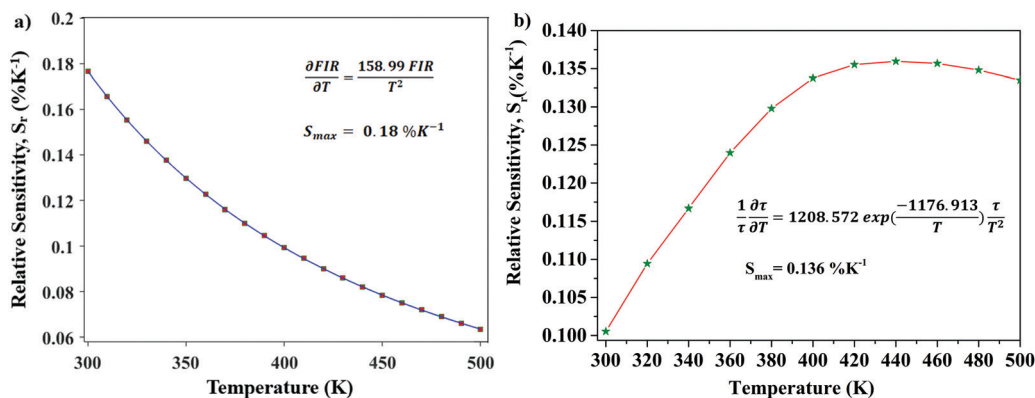 a)
0.2
0.18
0.16
0.14
0.12
0.1
0.08
0.06
300 350 400 450 500
Relative Sensitivity, Sᵣ (%K⁻¹)
Temperature (K)
∂FIR/∂T = 158.99 FIR/T²
Sₘₐₓ = 0.18 %K⁻¹
b)
0.140
0.135
0.130
0.125
0.120
0.115
0.110
0.105
0.100
300 320 340 360 380 400 420 440 460 480 500
Relative Sensitivity, Sᵣ(%K⁻¹)
Temperature (K)
1/τ ∂τ/∂T = 1208.572 exp(−1176.913/T) τ/T²
Sₘₐₓ = 0.136 %K⁻¹